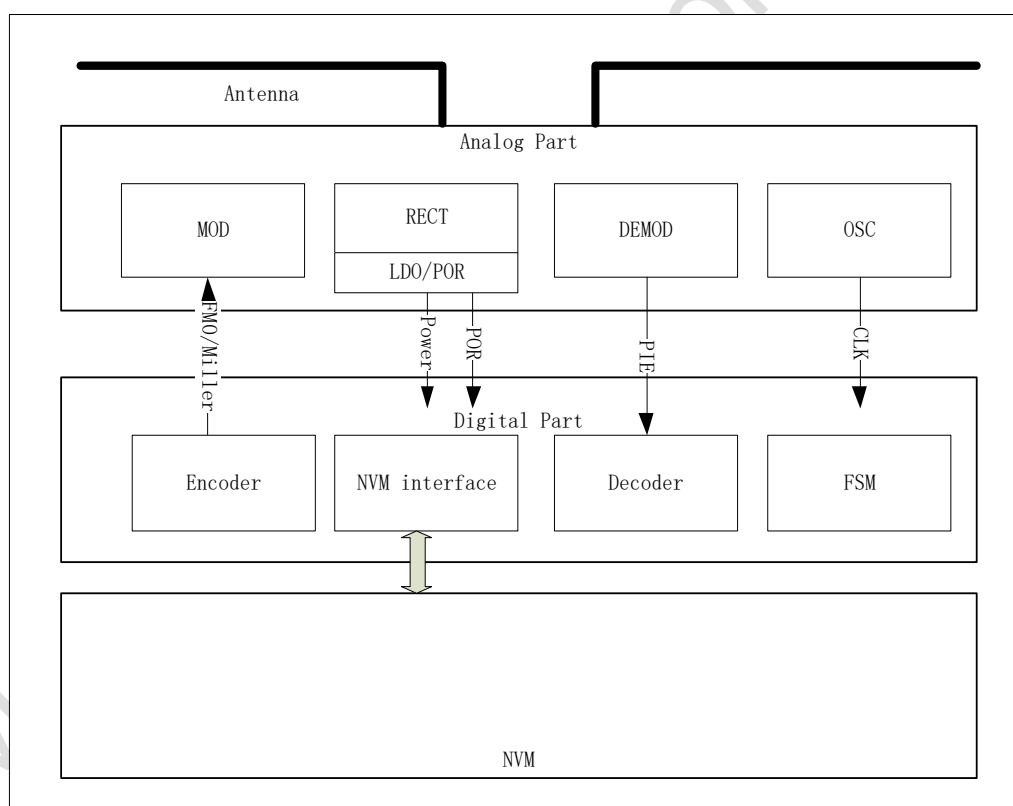 Antenna
Analog Part
MOD
RECT
DEMOD
OSC
LDO/POR
FM0/Miller
Power
POR
PIE
CLK
Digital Part
Encoder
NVM interface
Decoder
FSM
NVM